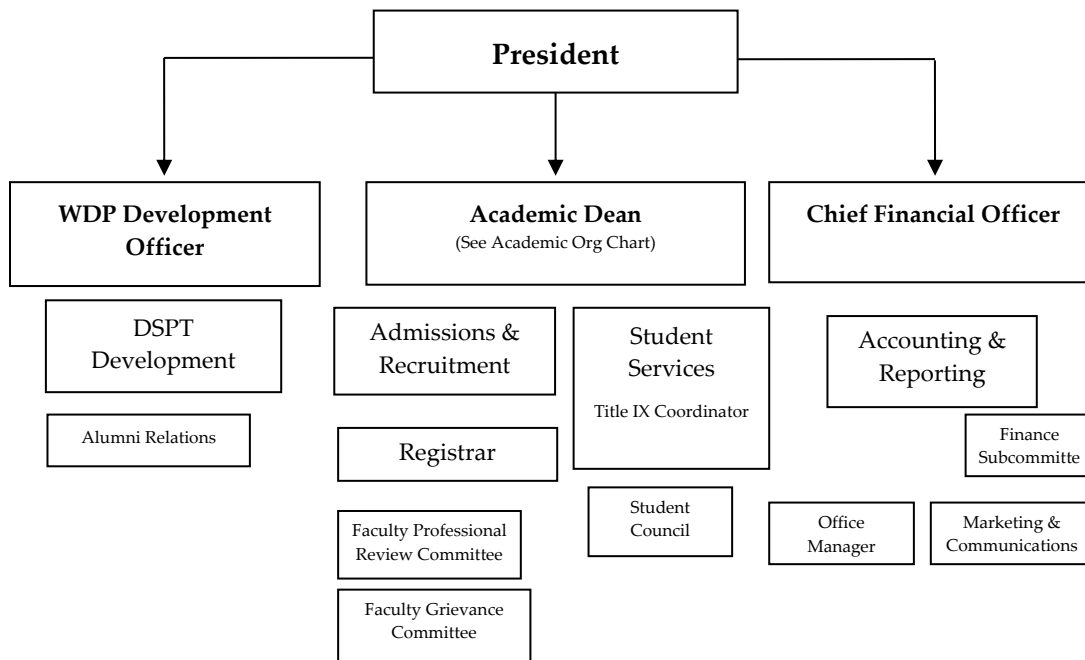 President
WDP Development
Officer
Academic Dean
(See Academic Org Chart)
Chief Financial Officer
DSPT
Development
Alumni Relations
Admissions &
Recruitment
Registrar
Faculty Professional
Review Committee
Faculty Grievance
Committee
Student
Services
Title IX Coordinator
Student
Council
Accounting &
Reporting
Finance
Subcommitte
Office
Manager
Marketing &
Communications